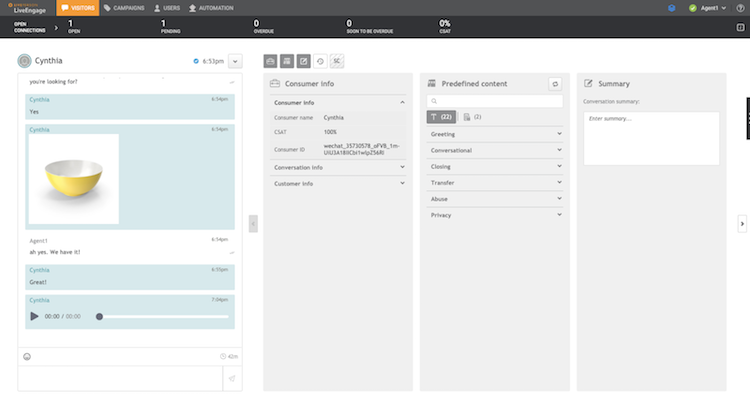 LiveEngage
VISITORS
CAMPAIGNS
USERS
AUTOMATION
Agent1
OPEN
CONNECTIONS
1
OPEN
1
PENDING
0
OVERDUE
0
SOON TO BE OVERDUE
0%
CSAT
Cynthia
6:53pm
you're looking for?
Cynthia 6:54pm
Yes
Cynthia 6:54pm
Agent1 6:54pm
ah yes. We have it!
Cynthia 6:55pm
Great!
Cynthia 7:04pm
00:00 / 00:00
42m
Consumer Info
Consumer Info
Consumer name Cynthia
CSAT 100%
Consumer ID
Conversation Info
Customer Info
Predefined content
(22) (2)
Greeting
Conversational
Closing
Transfer
Abuse
Privacy
Summary
Conversation summary:
Enter summary...